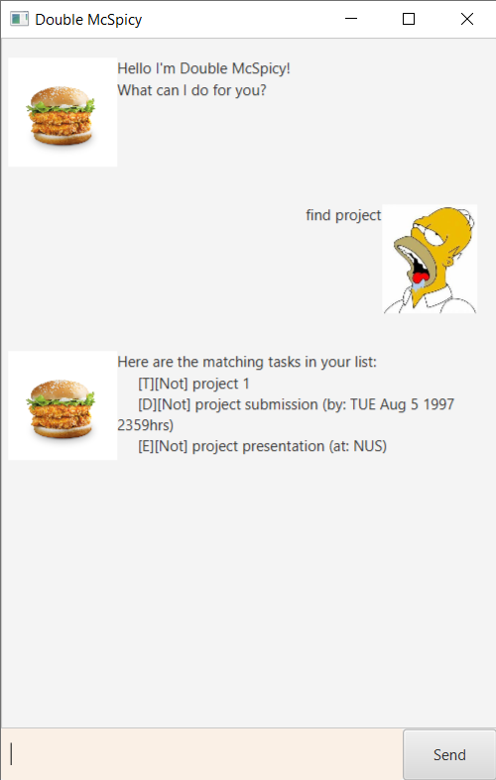 Double McSpicy
Hello I'm Double McSpicy!
What can I do for you?
find project
Here are the matching tasks in your list:
[T][Not] project 1
[D][Not] project submission (by: TUE Aug 5 1997
2359hrs)
[E][Not] project presentation (at: NUS)
Send